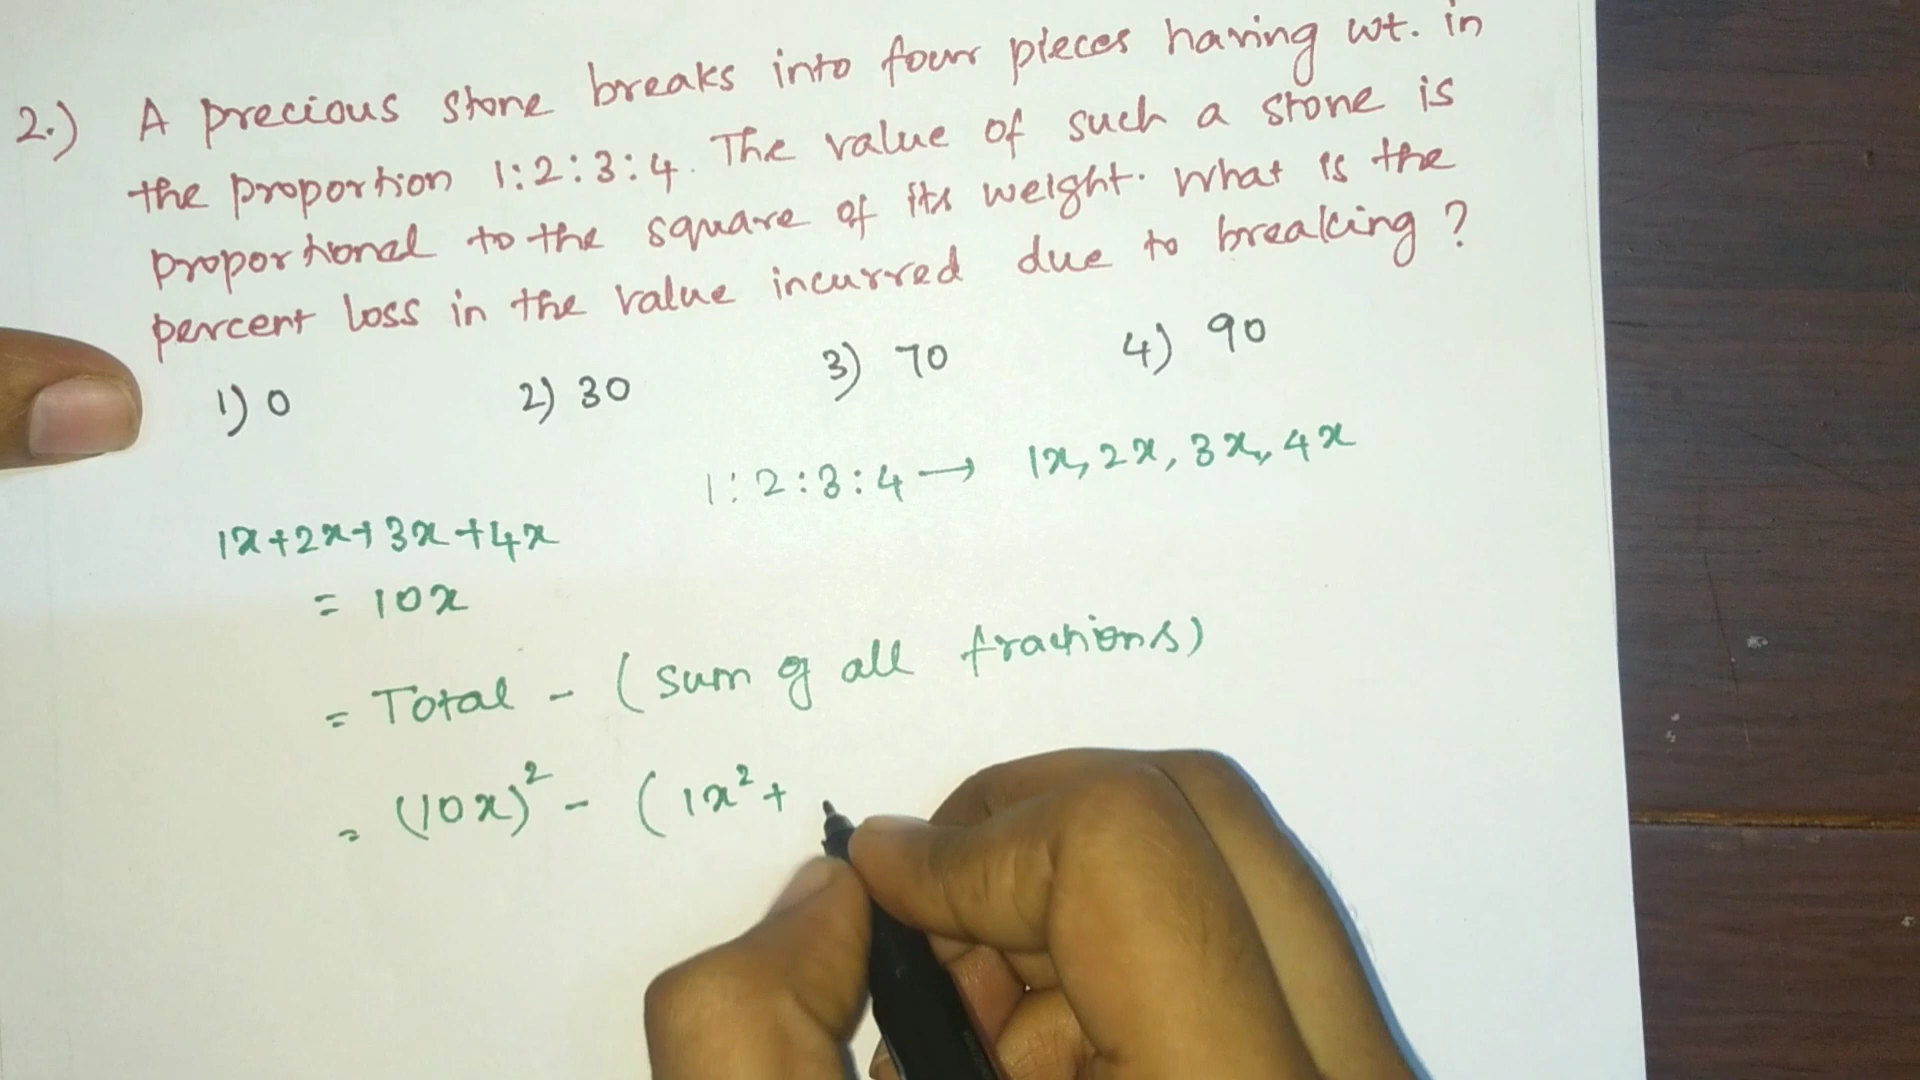 2.) A precious stone breaks into four pieces having wt. in
the proportion 1:2:3:4. The value of such a stone is
proportional to the square of its weight. What is the
percent loss in the value incurred due to breaking ?
1) 0 2) 30 3) 70 4) 90
1:2:3:4 → 1x, 2x, 3x, 4x
1x+2x+3x+4x
= 10x
= Total - (sum of all fractions)
= (10x)² - (1x² +